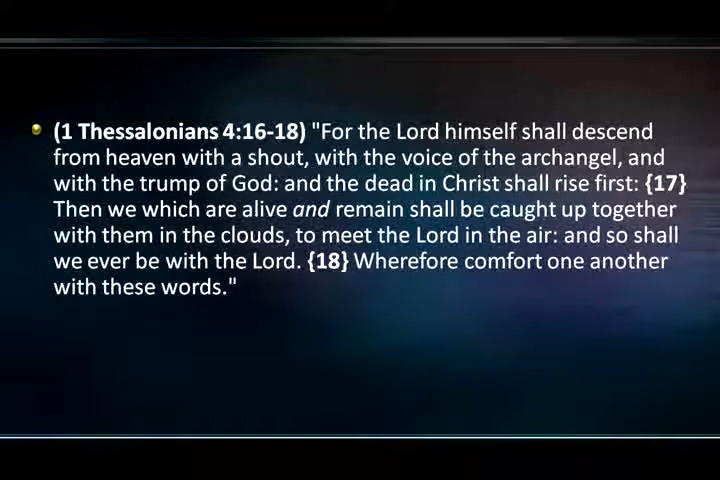 (1 Thessalonians 4:16-18) "For the Lord himself shall descend
from heaven with a shout, with the voice of the archangel, and
with the trump of God: and the dead in Christ shall rise first: {17}
Then we which are alive and remain shall be caught up together
with them in the clouds, to meet the Lord in the air: and so shall
we ever be with the Lord. {18} Wherefore comfort one another
with these words."